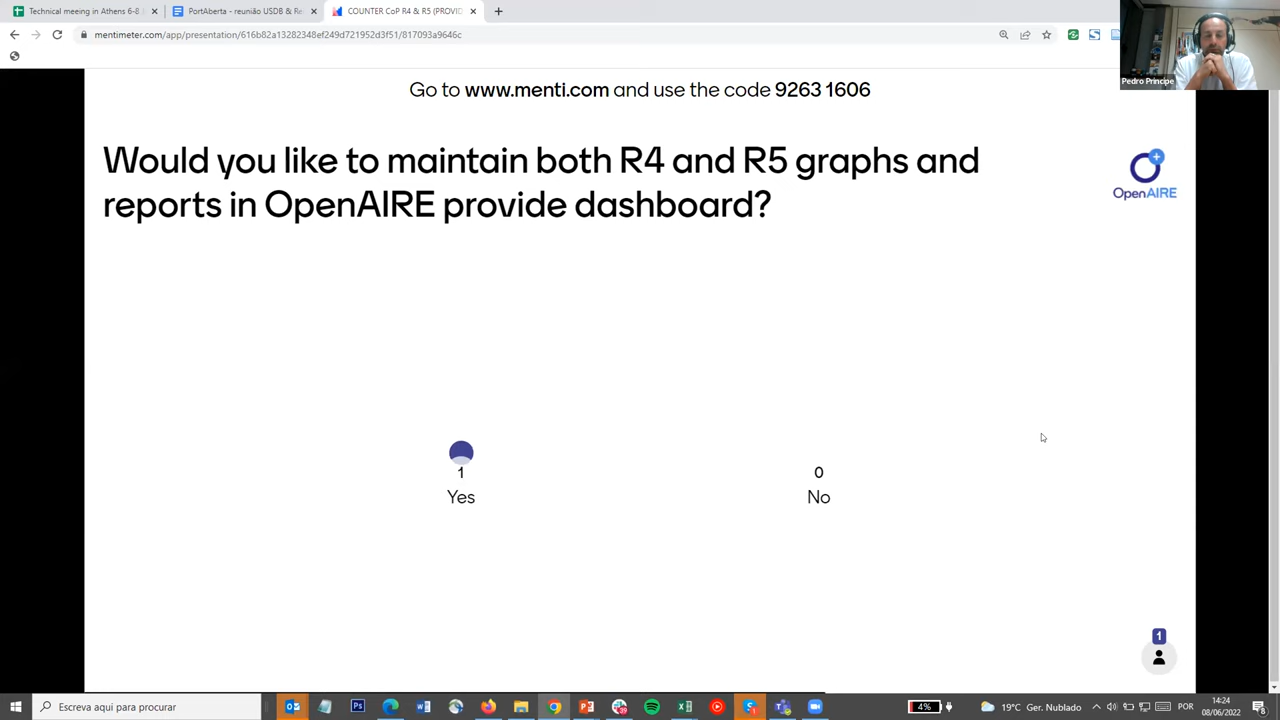 Technical meeing in Athens 6-8
PortAberta - reunião USDB & Re
COUNTER CoP R4 & R5 (PROVID
mentimeter.com/app/presentation/616b82a13282348ef249d721952d3f51/817093a9646c
Pedro Príncipe
Go to www.menti.com and use the code 9263 1606
Would you like to maintain both R4 and R5 graphs and
reports in OpenAIRE provide dashboard?
OpenAIRE
1
0
Yes
No
1
Escreva aqui para procurar
4%
19°C Ger. Nublado
POR
14:24
08/06/2022
8